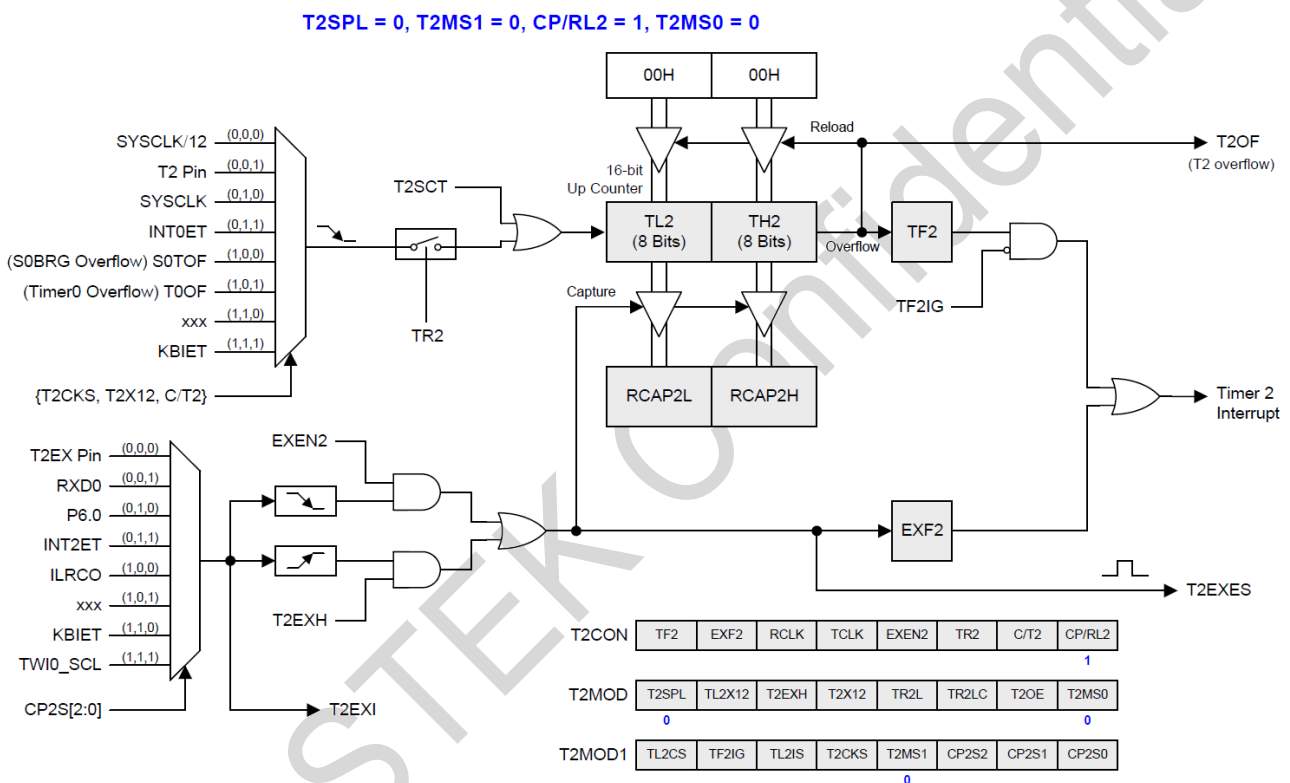 T2SPL = 0, T2MS1 = 0, CP/RL2 = 1, T2MS0 = 0
00H 00H
SYSCLK/12 (0,0,0)
T2 Pin (0,0,1)
SYSCLK (0,1,0)
INT0ET (0,1,1)
(S0BRG Overflow) S0TOF (1,0,0)
(Timer0 Overflow) T0OF (1,0,1)
xxx (1,1,0)
KBIET (1,1,1)
{T2CKS, T2X12, C/T2}
TR2
T2SCT
16-bit
Up Counter
Reload
T2OF
(T2 overflow)
TL2
(8 Bits)
TH2
(8 Bits)
Overflow
TF2
TF2IG
Capture
RCAP2L RCAP2H
Timer 2
Interrupt
T2EX Pin (0,0,0)
RXD0 (0,0,1)
P6.0 (0,1,0)
INT2ET (0,1,1)
ILRCO (1,0,0)
xxx (1,0,1)
KBIET (1,1,0)
TWI0_SCL (1,1,1)
CP2S[2:0]
EXEN2
T2EXH
T2EXI
EXF2
T2EXES
T2CON TF2 EXF2 RCLK TCLK EXEN2 TR2 C/T2 CP/RL2
1
T2MOD T2SPL TL2X12 T2EXH T2X12 TR2L TR2LC T2OE T2MS0
0 0
T2MOD1 TL2CS TF2IG TL2IS T2CKS T2MS1 CP2S2 CP2S1 CP2S0
0
STEK Confidential